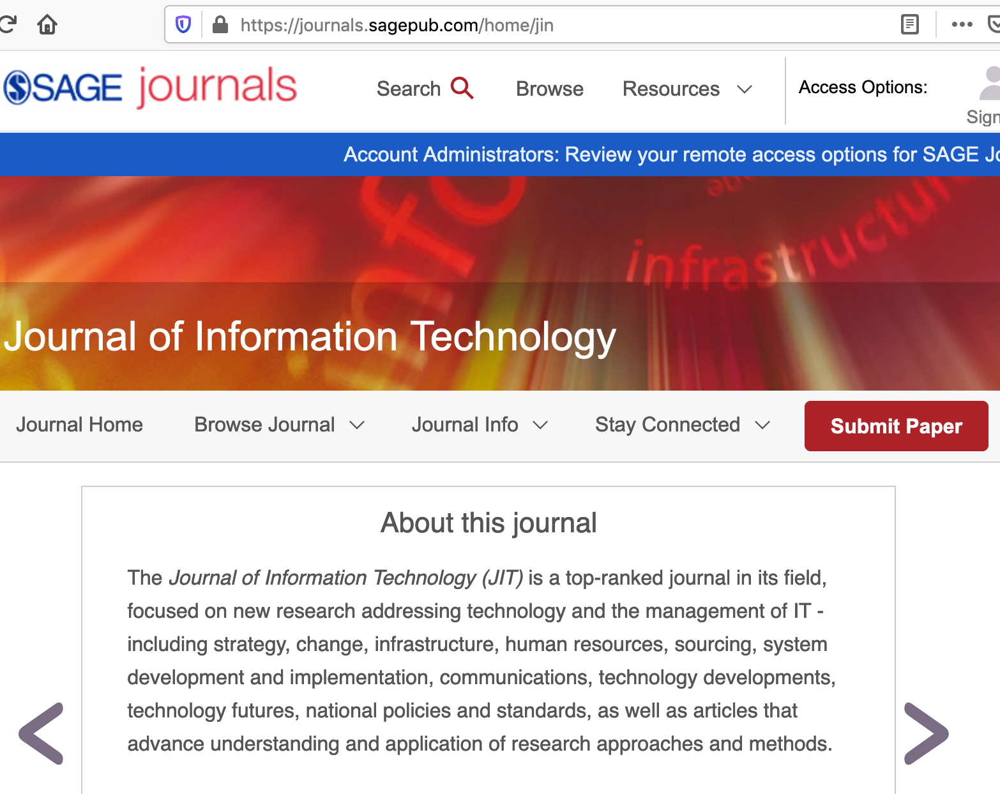 https://journals.sagepub.com/home/jin
SAGE journals
Search
Browse
Resources
Access Options:
Sign
Account Administrators: Review your remote access options for SAGE
info
infrastructure
Journal of Information Technology
Journal Home
Browse Journal
Journal Info
Stay Connected
Submit Paper
About this journal
The Journal of Information Technology (JIT) is a top-ranked journal in its field,
focused on new research addressing technology and the management of IT -
including strategy, change, infrastructure, human resources, sourcing, system
development and implementation, communications, technology developments,
technology futures, national policies and standards, as well as articles that
advance understanding and application of research approaches and methods.